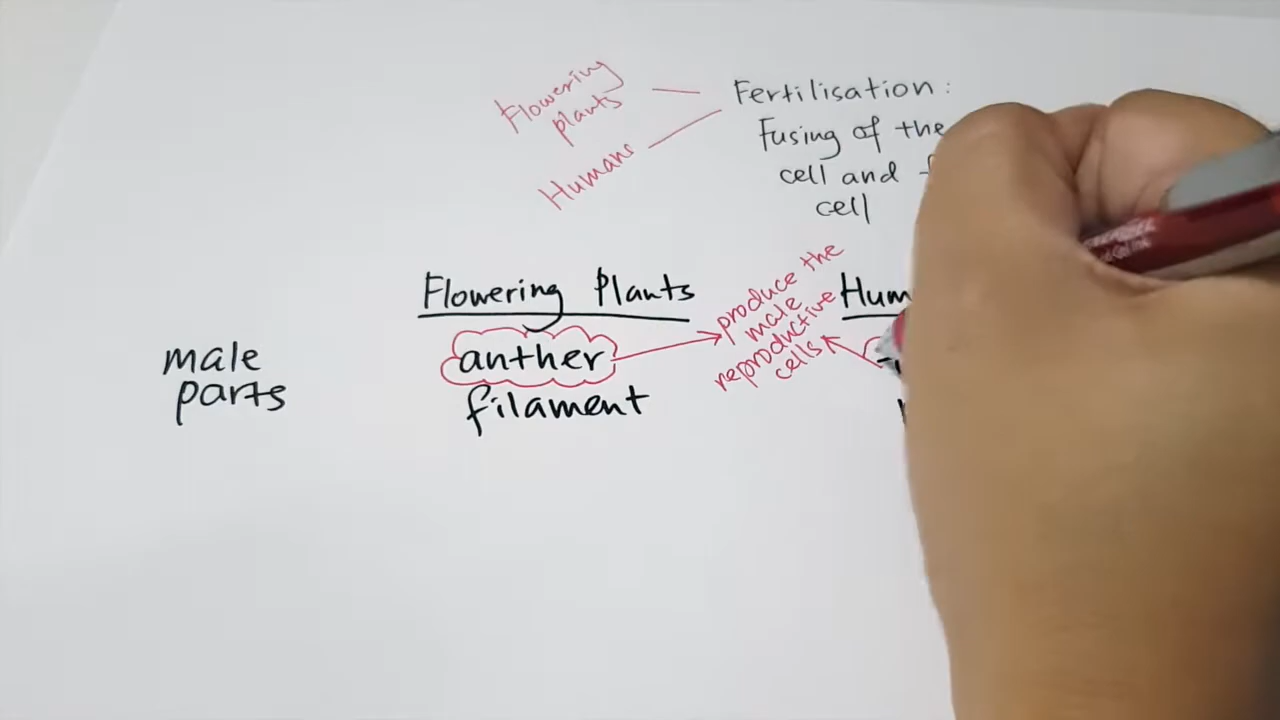 Flowering
plants
Humans
Fertilisation:
Fusing of the
cell and
cell
Flowering Plants
male
parts
anther
filament
produce the
male
reproductive
cells
Hum